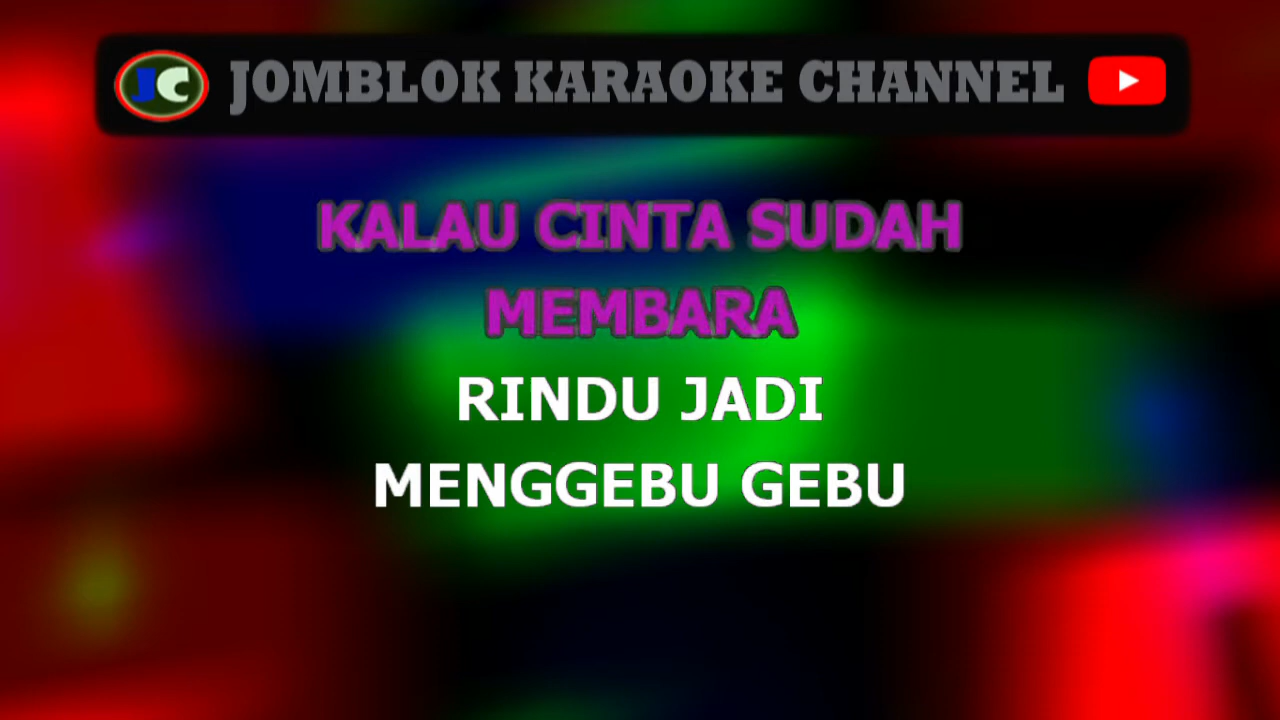 JC JOMBLOK KARAOKE CHANNEL
KALAU CINTA SUDAH
MEMBARA
RINDU JADI
MENGGEBU GEBU